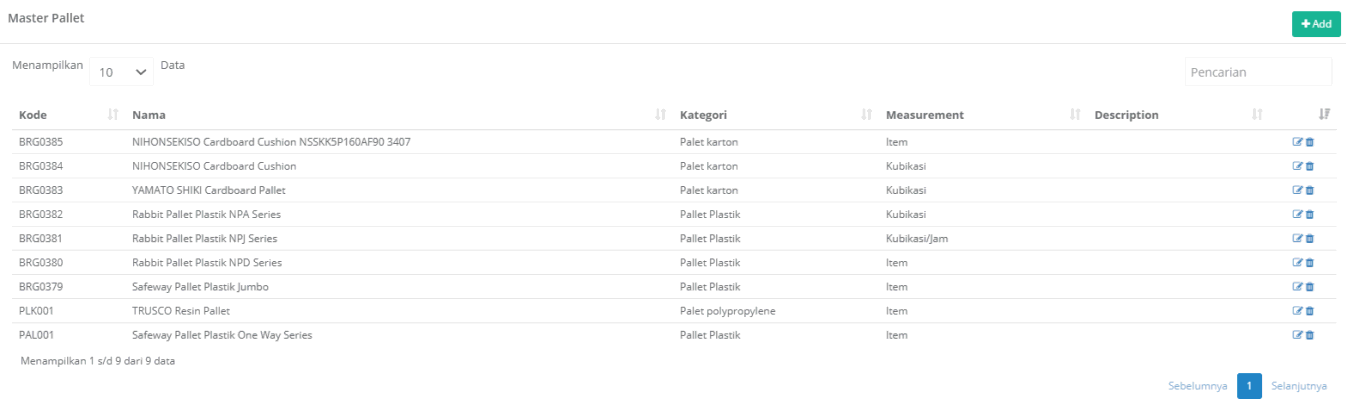 Master Pallet
+ Add
Menampilkan 10 Data
Pencarian
Kode Nama Kategori Measurement Description
BRG0385 NIHONSEKISO Cardboard Cushion NSSKK5P160AF90 3407 Palet karton Item
BRG0384 NIHONSEKISO Cardboard Cushion Palet karton Kubikasi
BRG0383 YAMATO SHIKI Cardboard Pallet Palet karton Kubikasi
BRG0382 Rabbit Pallet Plastik NPA Series Pallet Plastik Kubikasi
BRG0381 Rabbit Pallet Plastik NPJ Series Pallet Plastik Kubikasi/Jam
BRG0380 Rabbit Pallet Plastik NPD Series Pallet Plastik Item
BRG0379 Safeway Pallet Plastik Jumbo Pallet Plastik Item
PLK001 TRUSCO Resin Pallet Palet polypropylene Item
PAL001 Safeway Pallet Plastik One Way Series Pallet Plastik Item
Menampilkan 1 s/d 9 dari 9 data
Sebelumnya 1 Selanjutnya